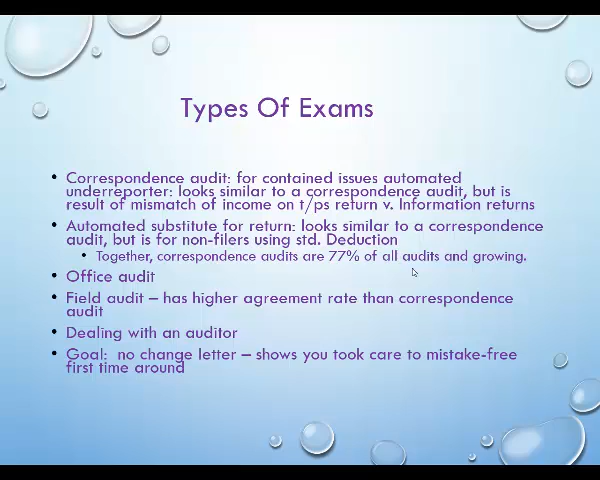 Types Of Exams
• Correspondence audit: for contained issues automated
underreporter: looks similar to a correspondence audit, but is
result of mismatch of income on t/ps return v. Information returns
• Automated substitute for return: looks similar to a correspondence
audit, but is for non-filers using std. Deduction
• Together, correspondence audits are 77% of all audits and growing.
• Office audit
• Field audit – has higher agreement rate than correspondence
audit
• Dealing with an auditor
• Goal:  no change letter – shows you took care to mistake-free
first time around